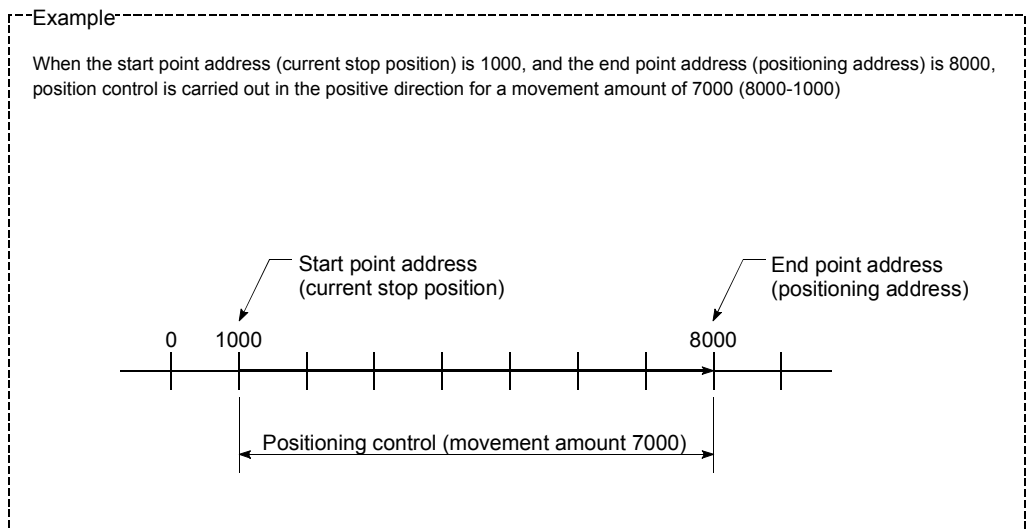 Example
When the start point address (current stop position) is 1000, and the end point address (positioning address) is 8000,
position control is carried out in the positive direction for a movement amount of 7000 (8000-1000)
Start point address
(current stop position)
End point address
(positioning address)
0 1000 8000
Positioning control (movement amount 7000)